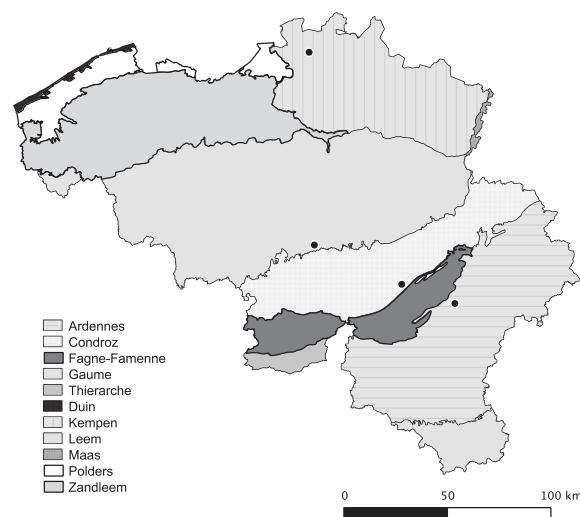 Ardennes
Condroz
Fagne-Famenne
Gaume
Thierarche
Duin
Kempen
Leem
Maas
Polders
Zandleem
0 50 100 km